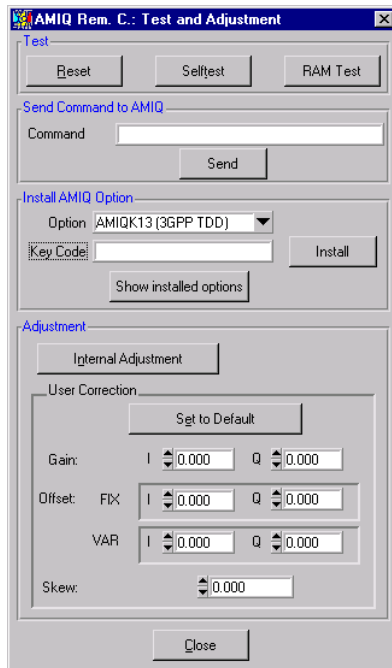 AMIQ Rem. C.: Test and Adjustment
Test
Reset Selftest RAM Test
Send Command to AMIQ
Command
Send
Install AMIQ Option
Option AMIQK13 (3GPP TDD)
Key Code Install
Show installed options
Adjustment
Internal Adjustment
User Correction
Set to Default
Gain: I 0.000 Q 0.000
Offset: FIX I 0.000 Q 0.000
VAR I 0.000 Q 0.000
Skew: 0.000
Close